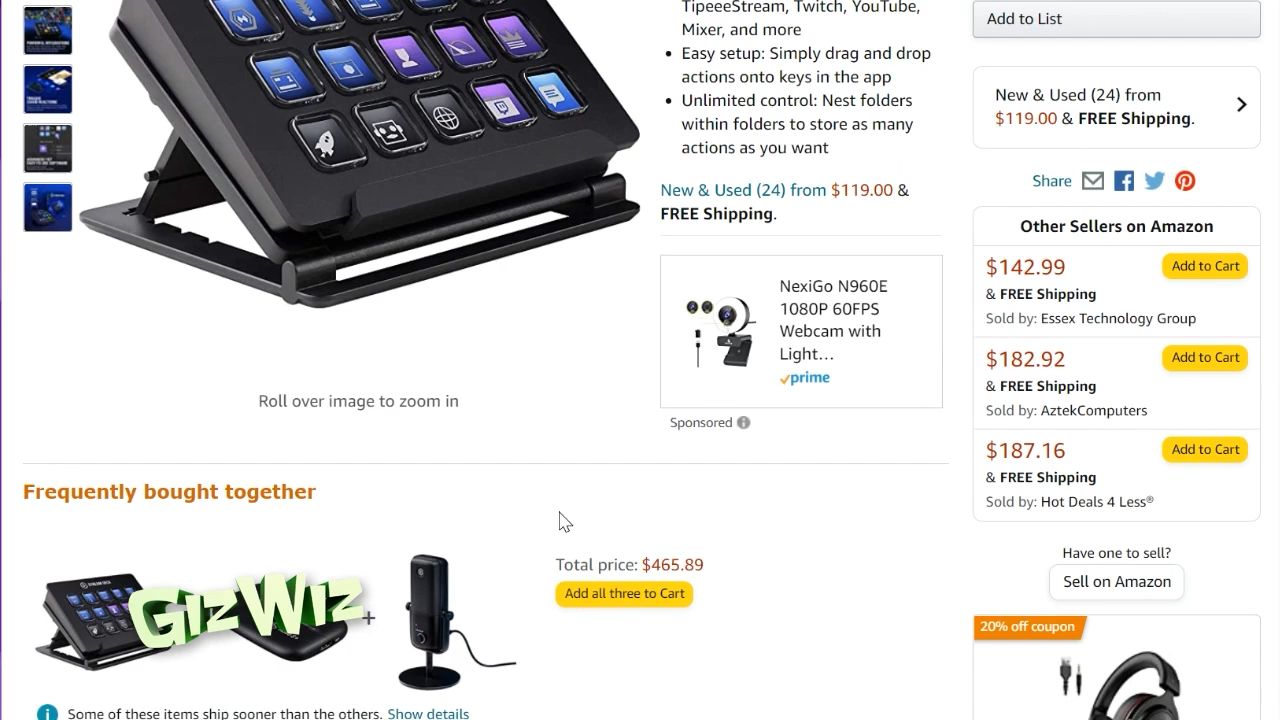 TipeeeStream, Twitch, YouTube,
Mixer, and more
Easy setup: Simply drag and drop
actions onto keys in the app
Unlimited control: Nest folders
within folders to store as many
actions as you want
New & Used (24) from $119.00 &
FREE Shipping.
NexiGo N960E
1080P 60FPS
Webcam with
Light...
prime
Sponsored
Roll over image to zoom in
Add to List
New & Used (24) from
$119.00 & FREE Shipping.
Share
Other Sellers on Amazon
$142.99
Add to Cart
& FREE Shipping
Sold by: Essex Technology Group
$182.92
Add to Cart
& FREE Shipping
Sold by: AztekComputers
$187.16
Add to Cart
& FREE Shipping
Sold by: Hot Deals 4 Less®
Have one to sell?
Sell on Amazon
20% off coupon
Frequently bought together
GizWiz
+
Total price: $465.89
Add all three to Cart
Some of these items ship sooner than the others. Show details